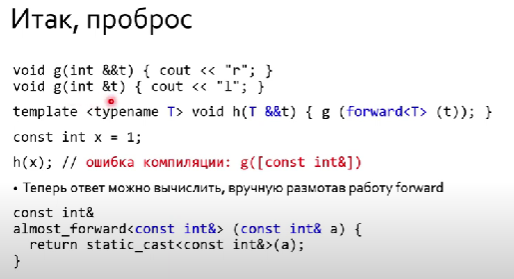 Итак, проброс
void g(int &&t) { cout << "r"; }
void g(int &t) { cout << "l"; }
template <typename T> void h(T &&t) { g (forward<T> (t)); }
const int x = 1;
h(x); // ошибка компиляции: g([const int&])
• Теперь ответ можно вычислить, вручную размотав работу forward
const int&
almost_forward<const int&> (const int& a) {
return static_cast<const int&>(a);
}